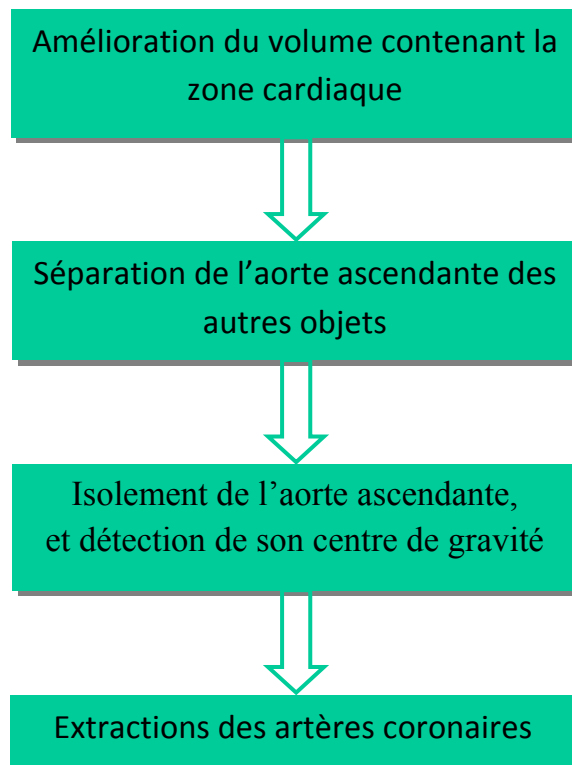 Amélioration du volume contenant la
zone cardiaque
Séparation de l’aorte ascendante des
autres objets
Isolement de l’aorte ascendante,
et détection de son centre de gravité
Extractions des artères coronaires